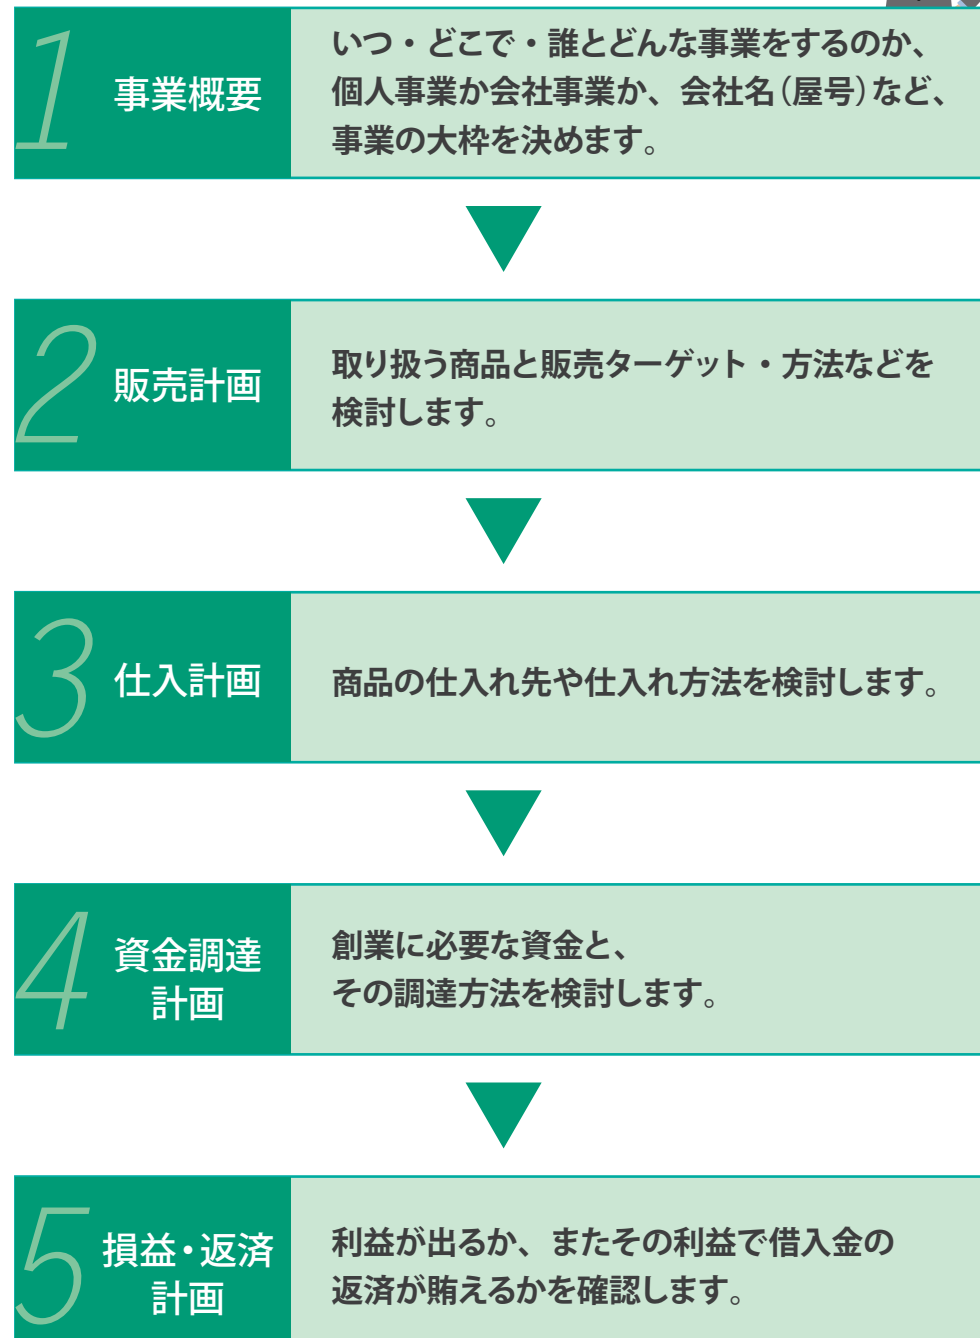 1
事業概要
いつ・どこで・誰とどんな事業をするのか、
個人事業か会社事業か、会社名(屋号)など、
事業の大枠を決めます。
2
販売計画
取り扱う商品と販売ターゲット・方法などを
検討します。
3
仕入計画
商品の仕入れ先や仕入れ方法を検討します。
4
資金調達
計画
創業に必要な資金と、
その調達方法を検討します。
5
損益・返済
計画
利益が出るか、またその利益で借入金の
返済が賄えるかを確認します。